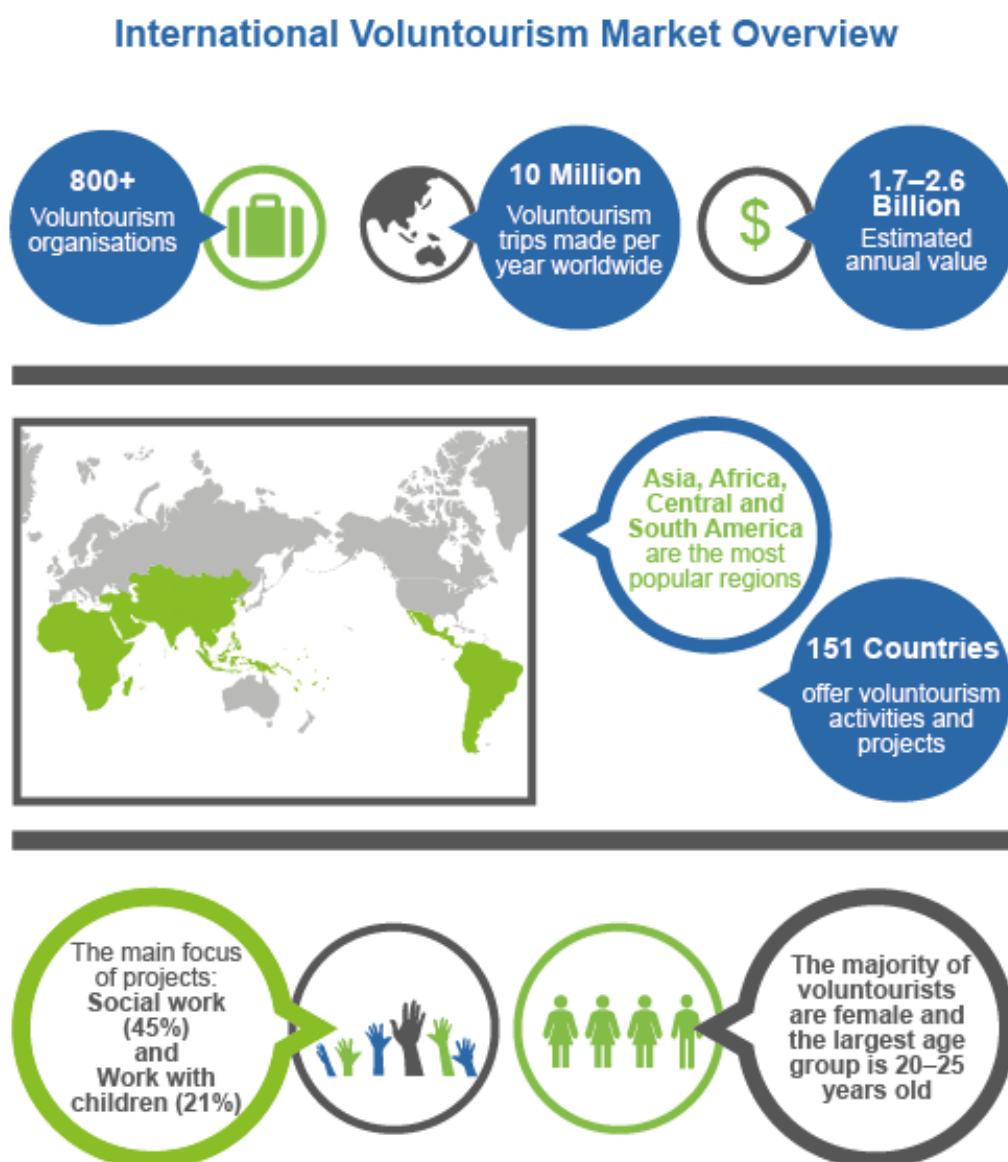 International Voluntourism Market Overview
800+
Voluntourism
organisations
10 Million
Voluntourism
trips made per
year worldwide
$
1.7–2.6
Billion
Estimated
annual value
Asia, Africa,
Central and
South America
are the most
popular regions
151 Countries
offer voluntourism
activities and
projects
The main focus
of projects:
Social work
(45%)
and
Work with
children (21%)
The majority of
voluntourists
are female and
the largest age
group is 20–25
years old